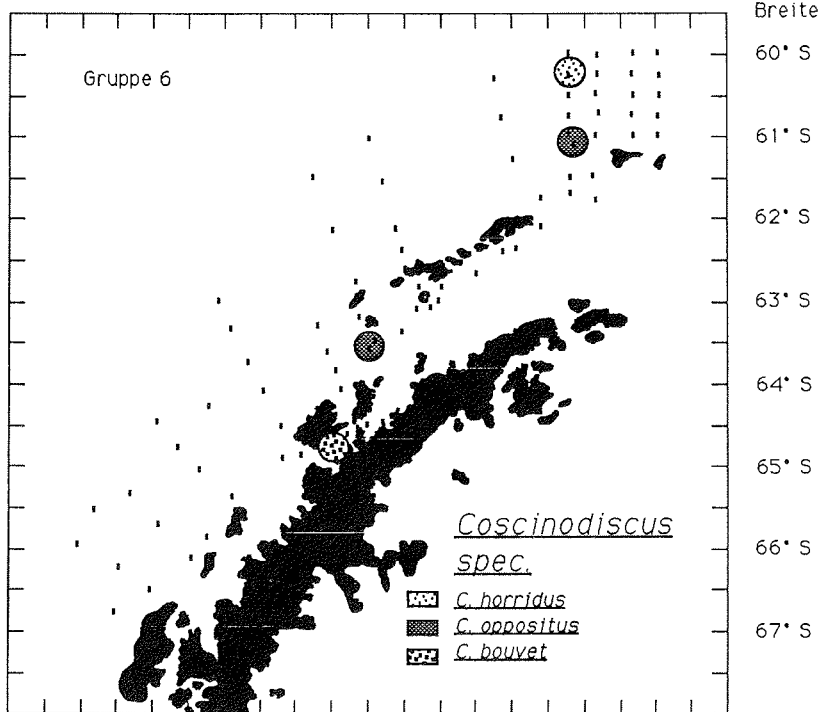 Breite
60° S
Gruppe 6
61° S
62° S
63° S
64° S
65° S
Coscinodiscus
spec.
66° S
C. horridus
C. oppositus
67° S
C. bouvet